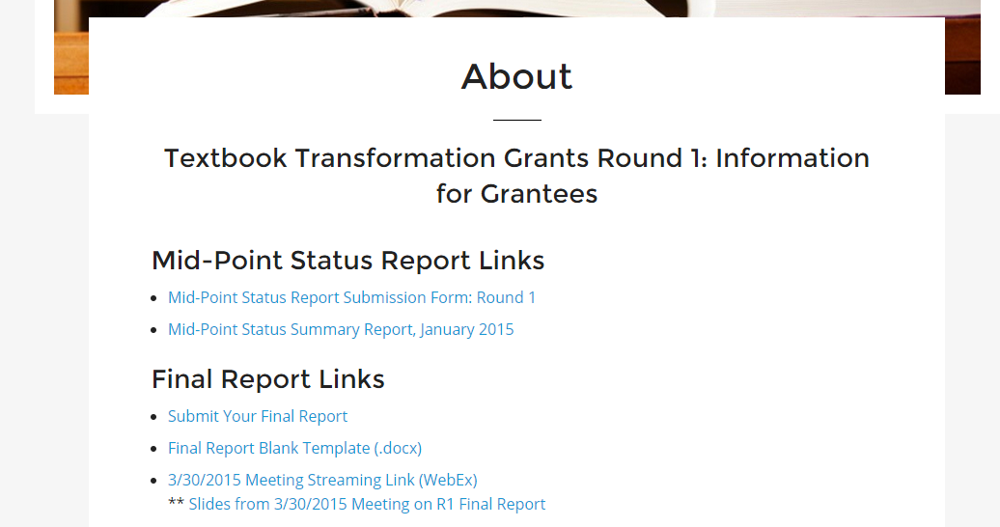 About
Textbook Transformation Grants Round 1: Information
for Grantees
Mid-Point Status Report Links
Mid-Point Status Report Submission Form: Round 1
Mid-Point Status Summary Report, January 2015
Final Report Links
Submit Your Final Report
Final Report Blank Template (.docx)
3/30/2015 Meeting Streaming Link (WebEx)
** Slides from 3/30/2015 Meeting on R1 Final Report